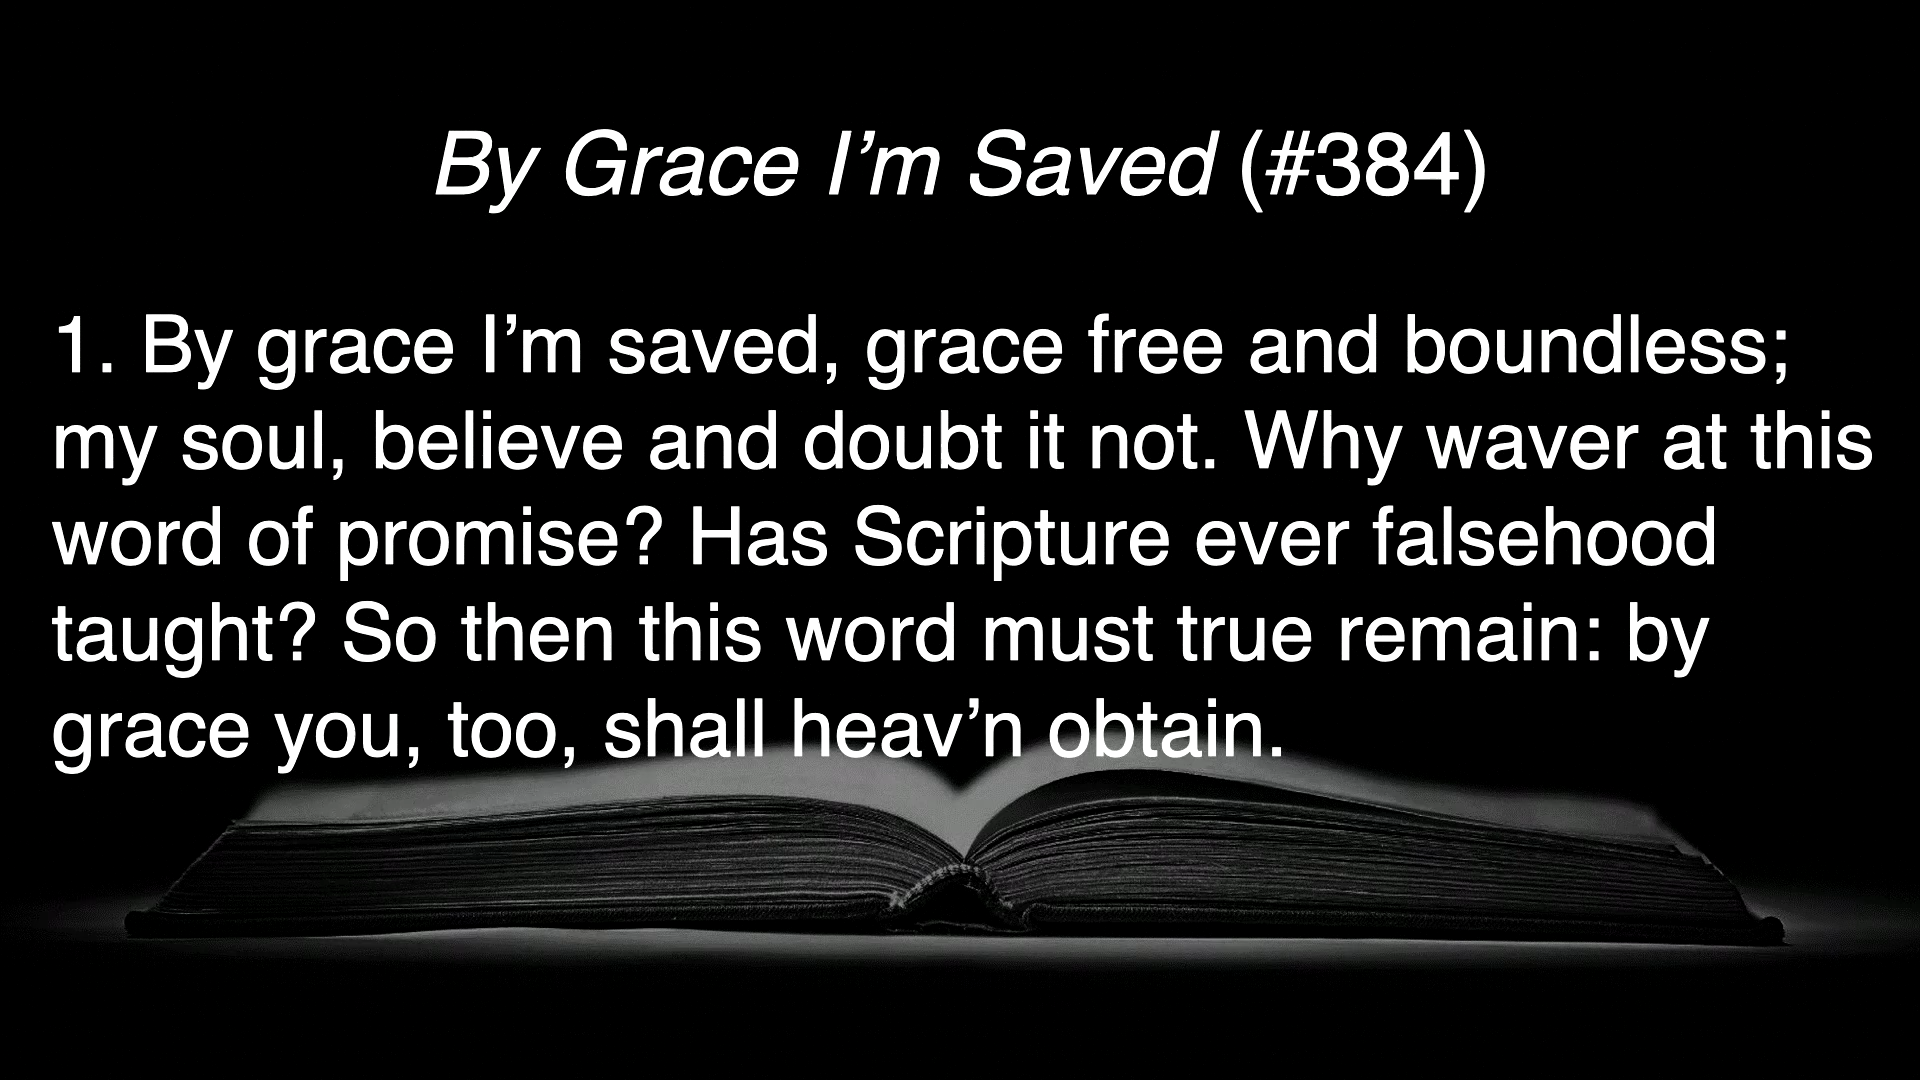 By Grace I’m Saved (#384)
1. By grace I’m saved, grace free and boundless;
my soul, believe and doubt it not. Why waver at this
word of promise? Has Scripture ever falsehood
taught? So then this word must true remain: by
grace you, too, shall heav’n obtain.